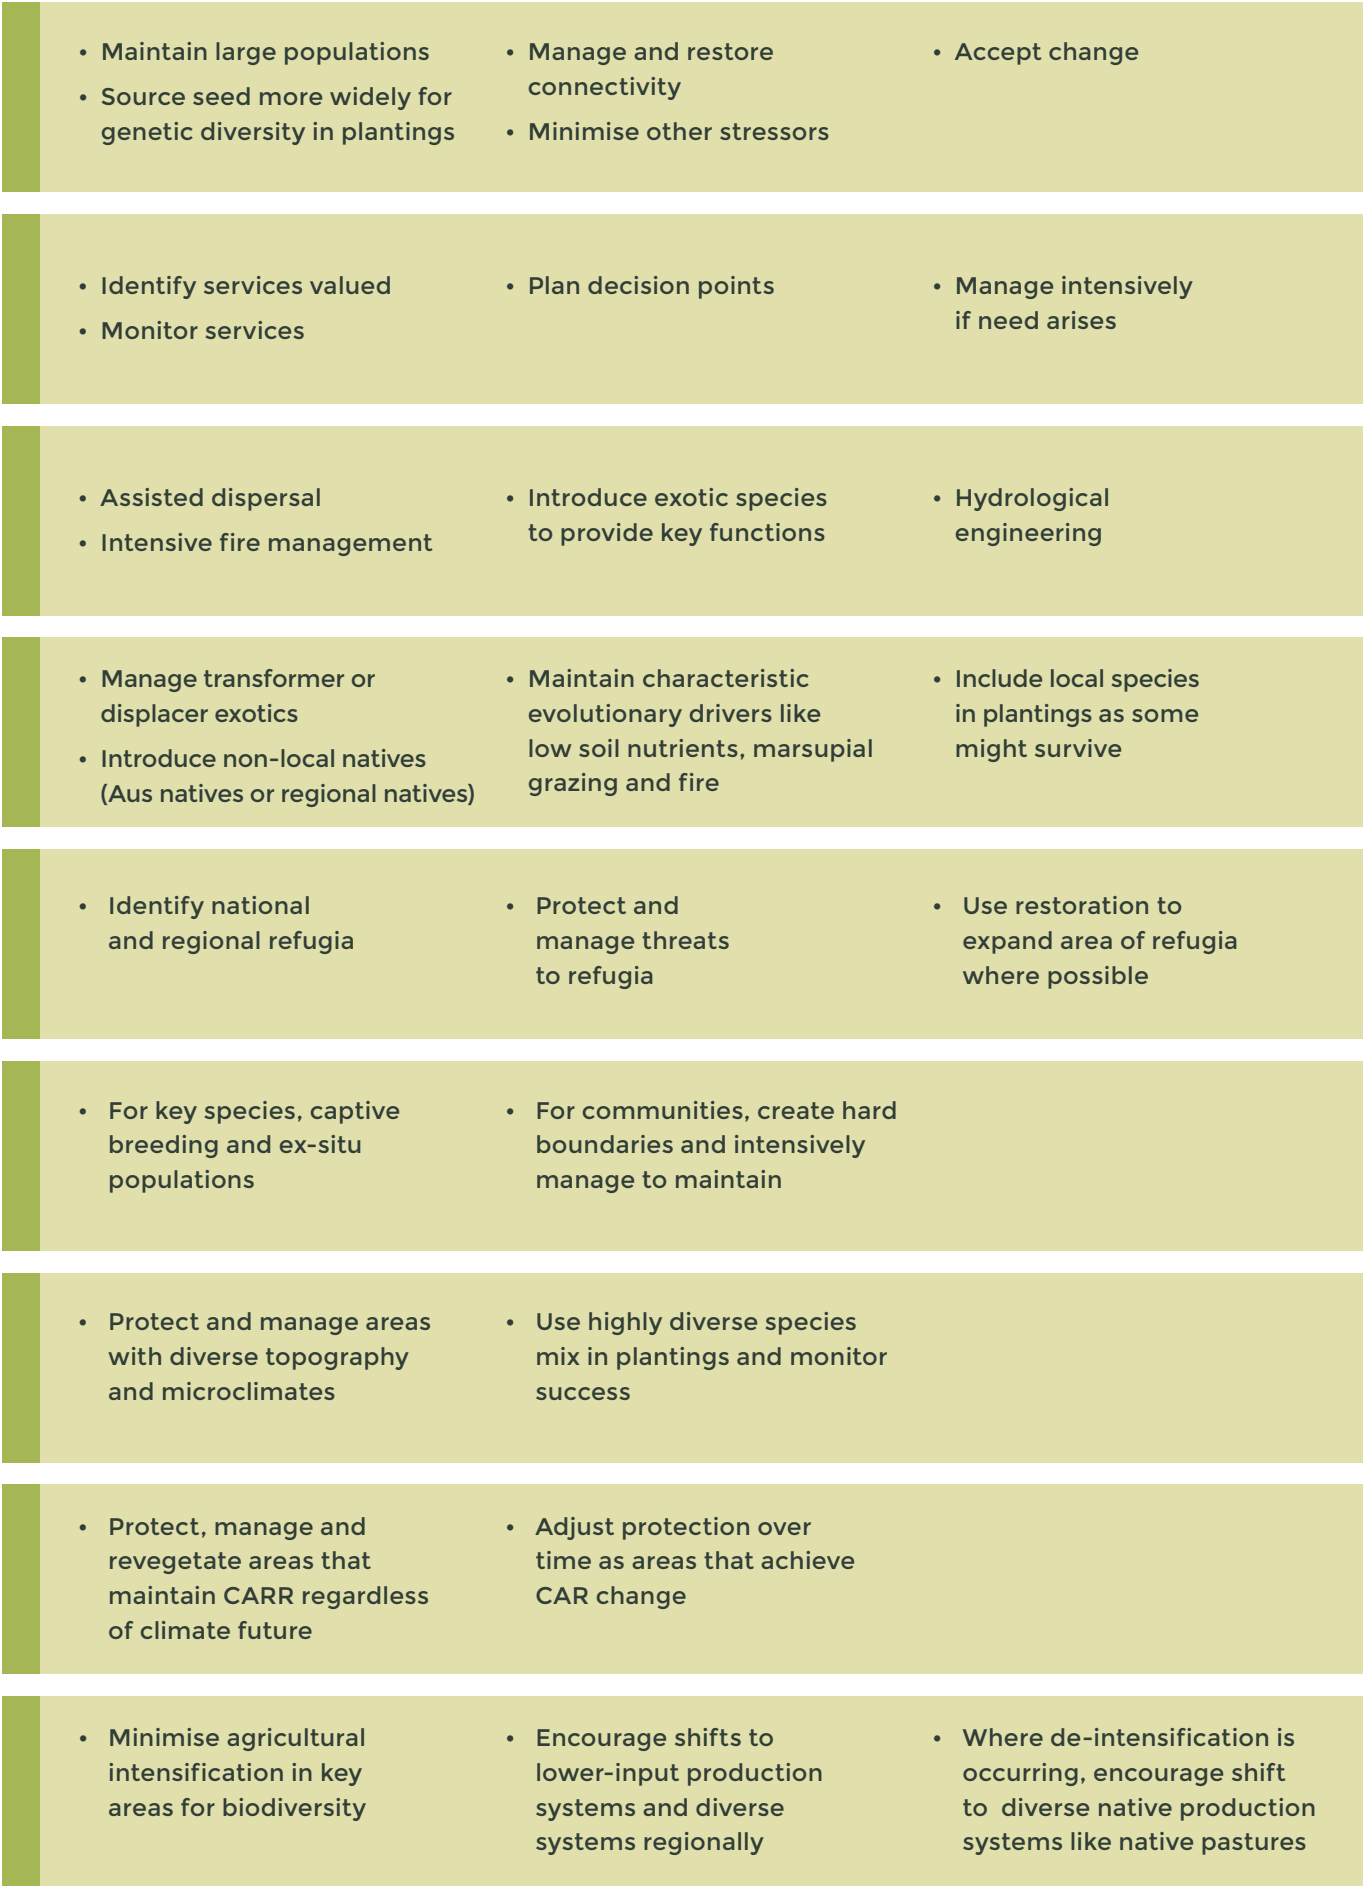 • Maintain large populations
• Source seed more widely for
genetic diversity in plantings
• Manage and restore
connectivity
• Minimise other stressors
• Accept change
• Identify services valued
• Monitor services
• Plan decision points
• Manage intensively
if need arises
• Assisted dispersal
• Intensive fire management
• Introduce exotic species
to provide key functions
• Hydrological
engineering
• Manage transformer or
displacer exotics
• Introduce non-local natives
(Aus natives or regional natives)
• Maintain characteristic
evolutionary drivers like
low soil nutrients, marsupial
grazing and fire
• Include local species
in plantings as some
might survive
• Identify national
and regional refugia
• Protect and
manage threats
to refugia
• Use restoration to
expand area of refugia
where possible
• For key species, captive
breeding and ex-situ
populations
• For communities, create hard
boundaries and intensively
manage to maintain
• Protect and manage areas
with diverse topography
and microclimates
• Use highly diverse species
mix in plantings and monitor
success
• Protect, manage and
revegetate areas that
maintain CARR regardless
of climate future
• Adjust protection over
time as areas that achieve
CAR change
• Minimise agricultural
intensification in key
areas for biodiversity
• Encourage shifts to
lower-input production
systems and diverse
systems regionally
• Where de-intensification is
occurring, encourage shift
to diverse native production
systems like native pastures